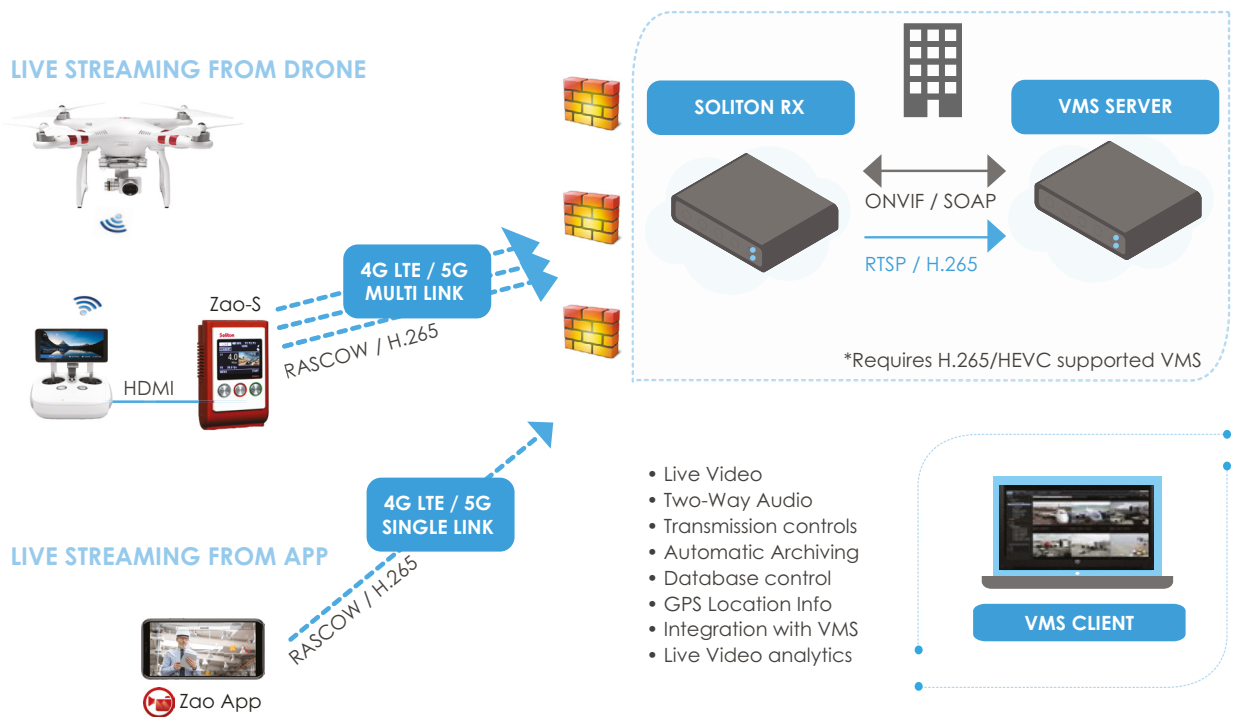 LIVE STREAMING FROM DRONE
Zao-S
Soliton
4.0
HDMI
4G LTE / 5G
MULTI LINK
RASCOW / H.265
SOLITON RX
VMS SERVER
ONVIF / SOAP
RTSP / H.265
*Requires H.265/HEVC supported VMS
LIVE STREAMING FROM APP
4G LTE / 5G
SINGLE LINK
RASCOW / H.265
Zao App
• Live Video
• Two-Way Audio
• Transmission controls
• Automatic Archiving
• Database control
• GPS Location Info
• Integration with VMS
• Live Video analytics
VMS CLIENT